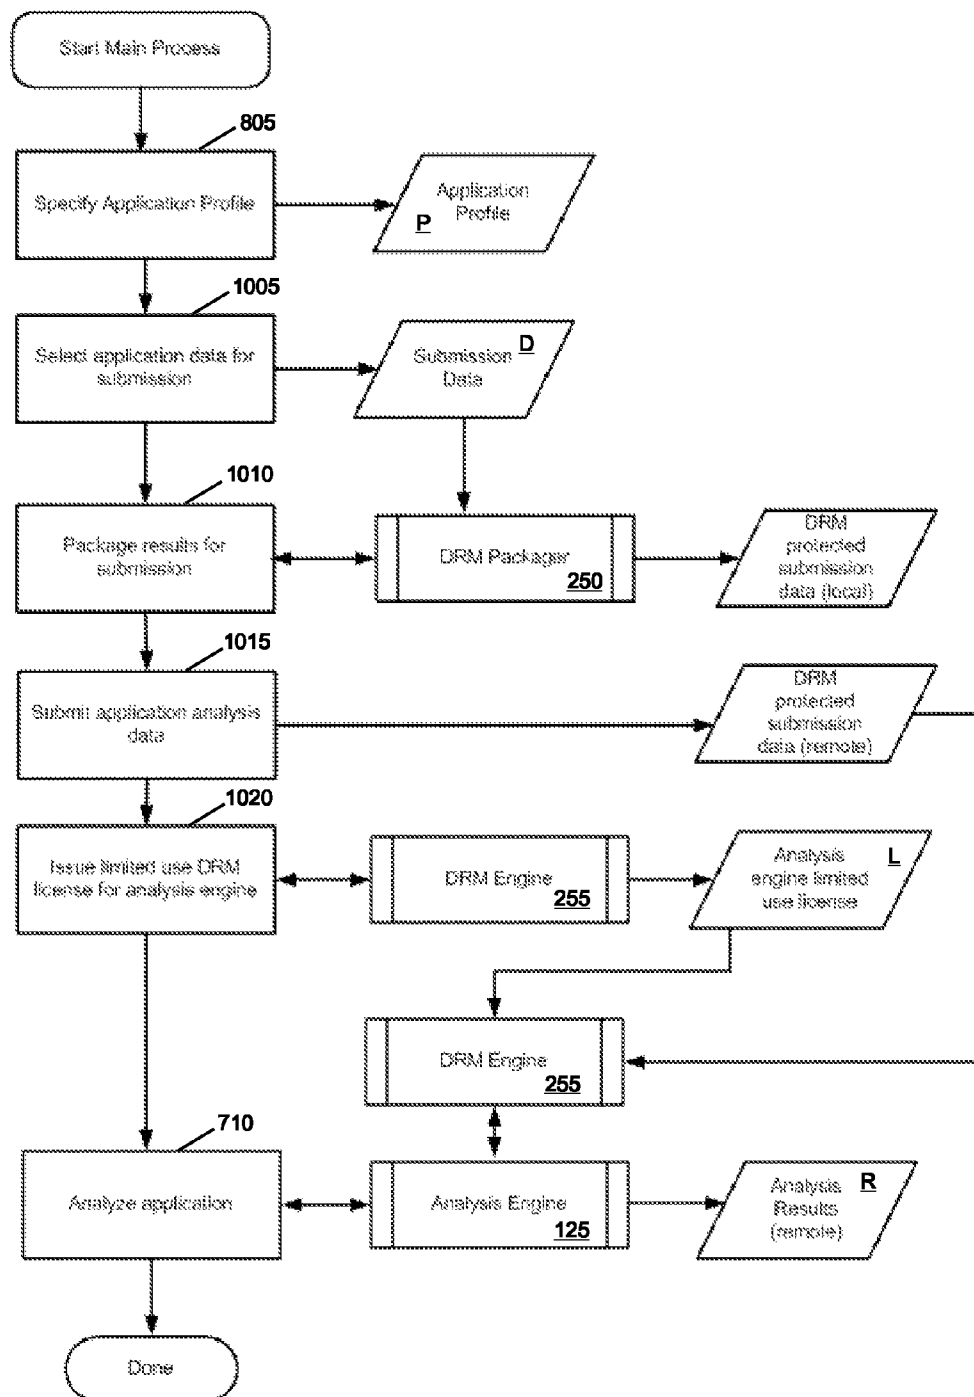 Start Main Process
805
Specify Application Profile
Application
Profile
P
1005
Select application data for
submission
Submission
Data
D
1010
Package results for
submission
DRM Packager
250
DRM
protected
submission
data (local)
1015
Submit application analysis
data
DRM
protected
submission
data (remote)
1020
Issue limited use DRM
license for analysis engine
DRM Engine
255
Analysis
engine limited
use license
L
DRM Engine
255
710
Analyze application
Analysis Engine
125
Analysis
Results
(remote)
R
Done